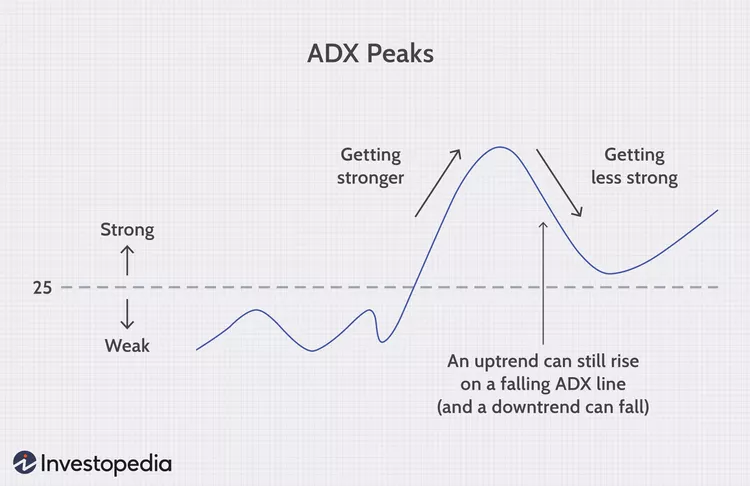 ADX Peaks
Getting
stronger
Getting
less strong
Strong
25
Weak
An uptrend can still rise
on a falling ADX line
(and a downtrend can fall)
Investopedia